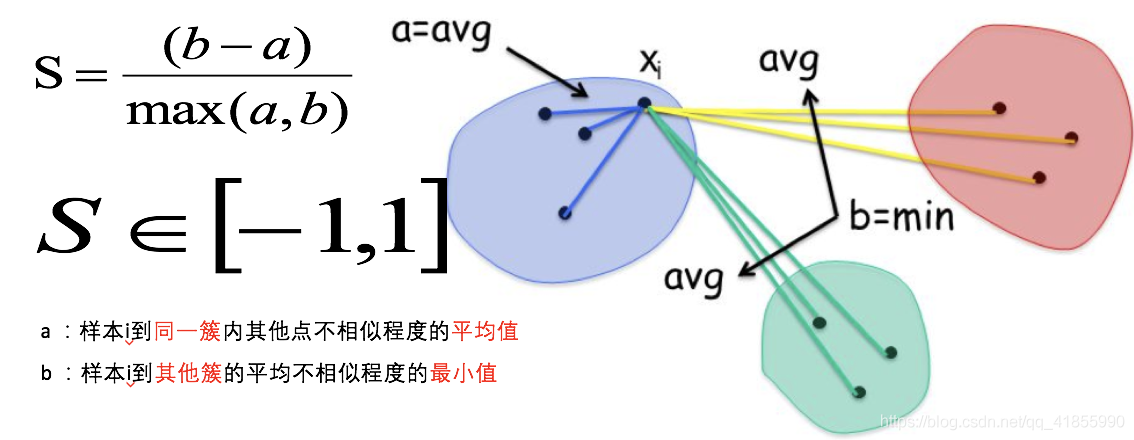 S = (b − a) / max(a, b)
S ∈ [−1,1]
a ：样本i到同一簇内其他点不相似程度的平均值
b ：样本i到其他簇的平均不相似程度的最小值
a=avg
xi
avg
b=min
avg
https://blog.csdn.net/qq_41855990